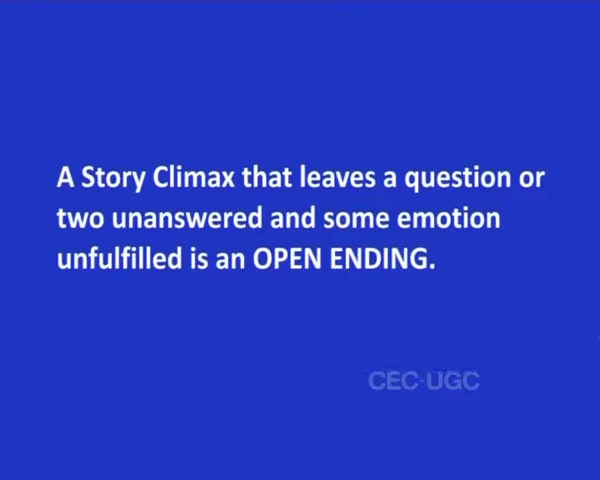 A Story Climax that leaves a question or
two unanswered and some emotion
unfulfilled is an OPEN ENDING.
CEC-UGC